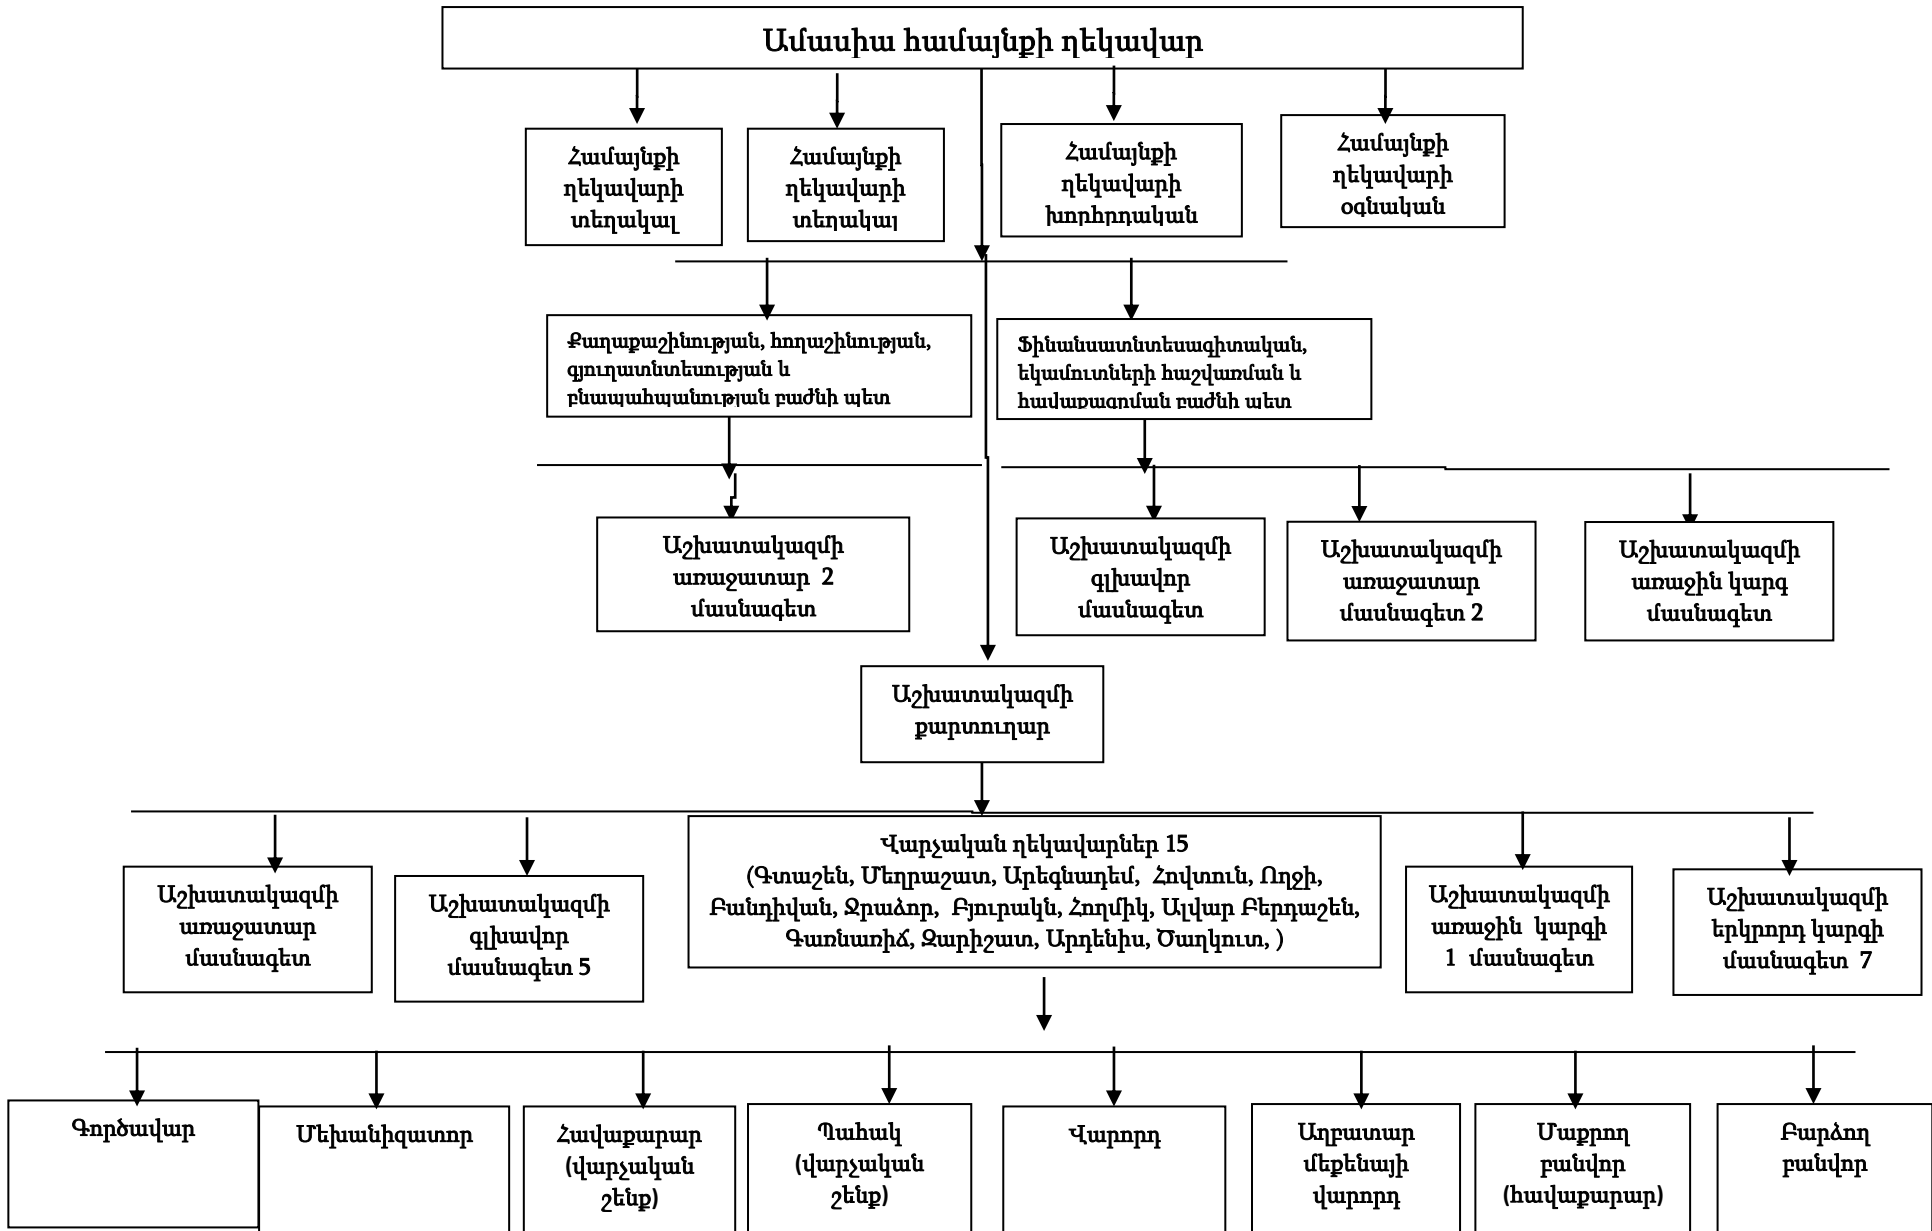 Ամասիա համայնքի ղեկավար
Համայնքի
ղեկավարի
տեղակալ
Համայնքի
ղեկավարի
տեղակալ
Համայնքի
ղեկավարի
խորհրդական
Համայնքի
ղեկավարի
օգնական
Քաղաքաշինության, հողաշինության,
գյուղատնտեսության և
բնապահպանության բաժնի պետ
Ֆինանսատնտեսագիտական,
եկամուտների հաշվառման և
հավաքագրման բաժնի պետ
Աշխատակազմի
առաջատար 2
մասնագետ
Աշխատակազմի
գլխավոր
մասնագետ
Աշխատակազմի
առաջատար
մասնագետ 2
Աշխատակազմի
առաջին կարգ
մասնագետ
Աշխատակազմի
քարտուղար
Աշխատակազմի
առաջատար
մասնագետ
Աշխատակազմի
գլխավոր
մասնագետ 5
Վարչական ղեկավարներ 15
(Գտաշեն, Մեղրաշատ, Արեգնադեմ, Հովտուն, Ողջի,
Բանդիվան, Ջրաձոր, Բյուրակն, Հողմիկ, Ալվար Բերդաշեն,
Գառնառիճ, Զարիշատ, Արդենիս, Ծաղկուտ, )
Աշխատակազմի
առաջին կարգի
1 մասնագետ
Աշխատակազմի
երկրորդ կարգի
մասնագետ 7
Գործավար
Մեխանիզատոր
Հավաքարար
(վարչական
շենք)
Պահակ
(վարչական
շենք)
Վարորդ
Աղբատար
մեքենայի
վարորդ
Մաքրող
բանվոր
(հավաքարար)
Բարձող
բանվոր